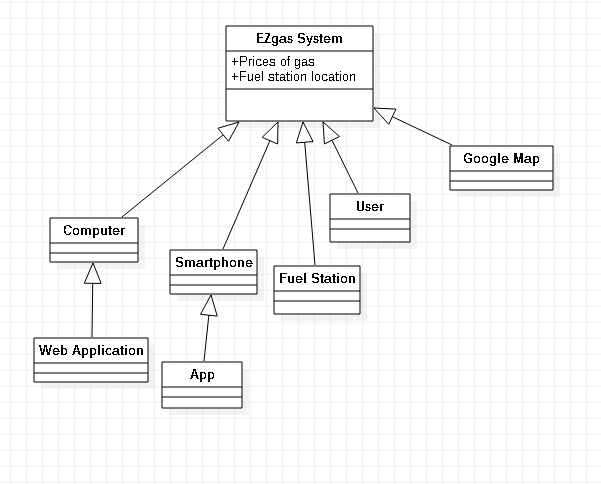 EZgas System
+Prices of gas
+Fuel station location
Google Map
User
Computer
Smartphone
Fuel Station
Web Application
App